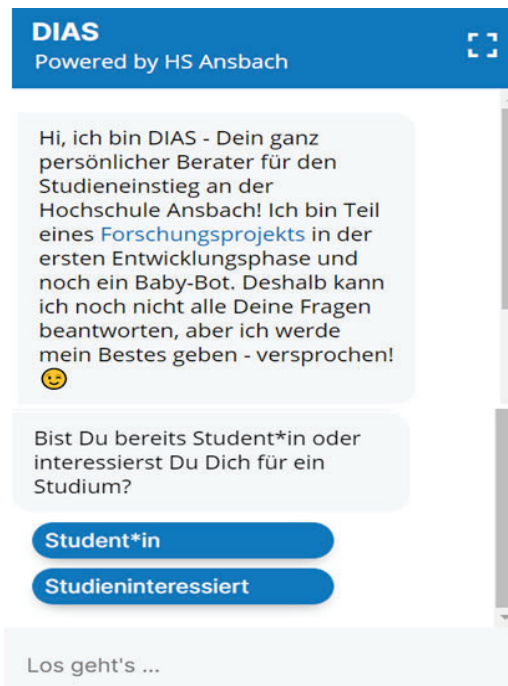 DIAS
Powered by HS Ansbach
Hi, ich bin DIAS - Dein ganz
persönlicher Berater für den
Studieneinstieg an der
Hochschule Ansbach! Ich bin Teil
eines Forschungsprojekts in der
ersten Entwicklungsphase und
noch ein Baby-Bot. Deshalb kann
ich noch nicht alle Deine Fragen
beantworten, aber ich werde
mein Bestes geben - versprochen!
😉
Bist Du bereits Student*in oder
interessierst Du Dich für ein
Studium?
Student*in
Studieninteressiert
Los geht's ...